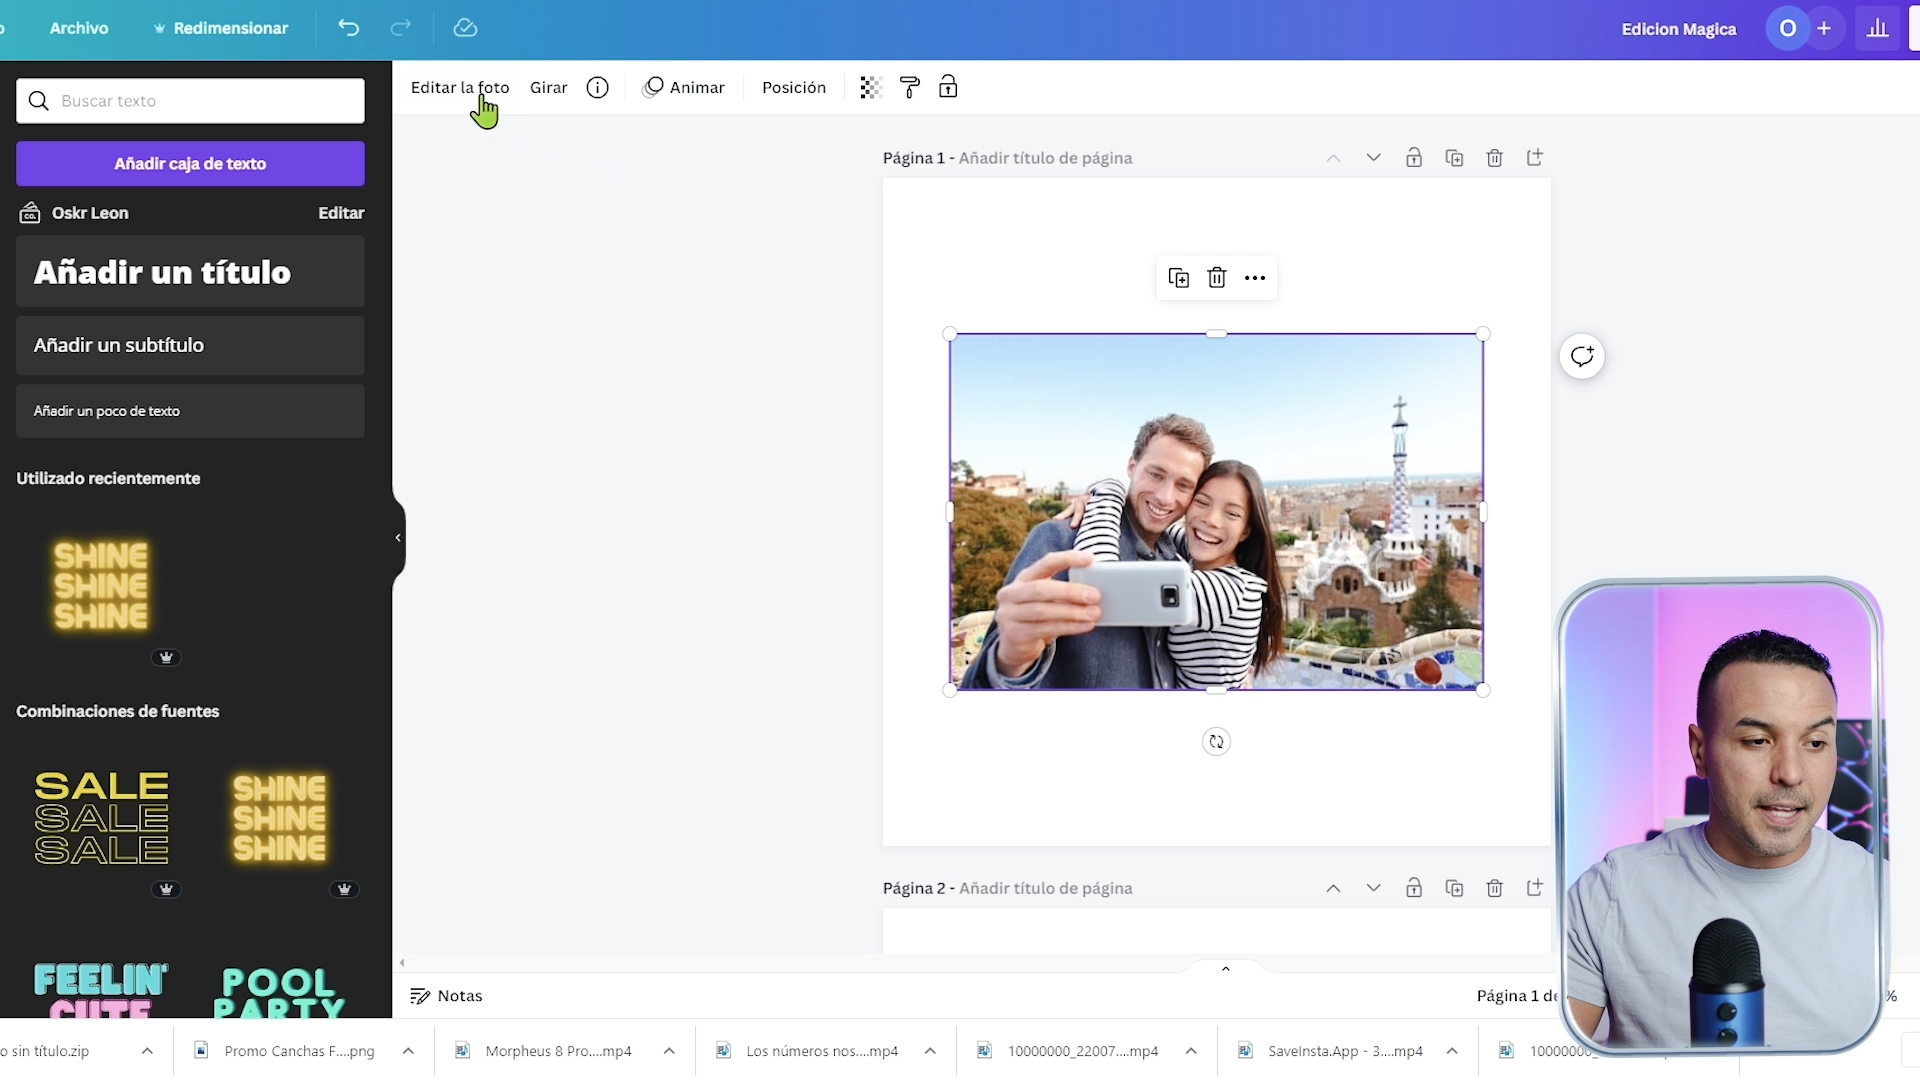 Archivo
Redimensionar
Edicion Magica
O
Buscar texto
Añadir caja de texto
Oskr Leon
Editar
Añadir un título
Añadir un subtítulo
Añadir un poco de texto
Utilizado recientemente
SHINE
SHINE
SHINE
Combinaciones de fuentes
SALE
SALE
SALE
SHINE
SHINE
SHINE
FEELIN'
CUTE
POOL
PARTY
Editar la foto
Girar
Animar
Posición
Página 1 - Añadir título de página
Página 2 - Añadir título de página
Notas
Página 1 de
%
o sin título.zip
Promo Canchas F....png
Morpheus 8 Pro....mp4
Los números nos....mp4
10000000_22007....mp4
SaveInsta.App - 3....mp4
10000000_